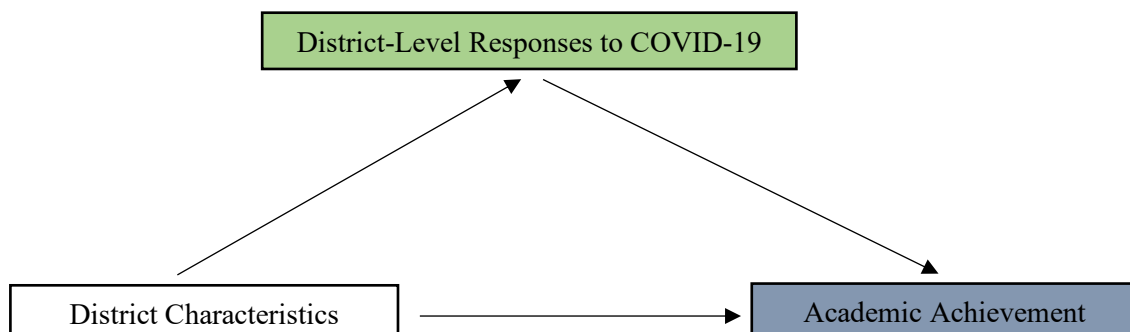 District-Level Responses to COVID-19
District Characteristics
Academic Achievement